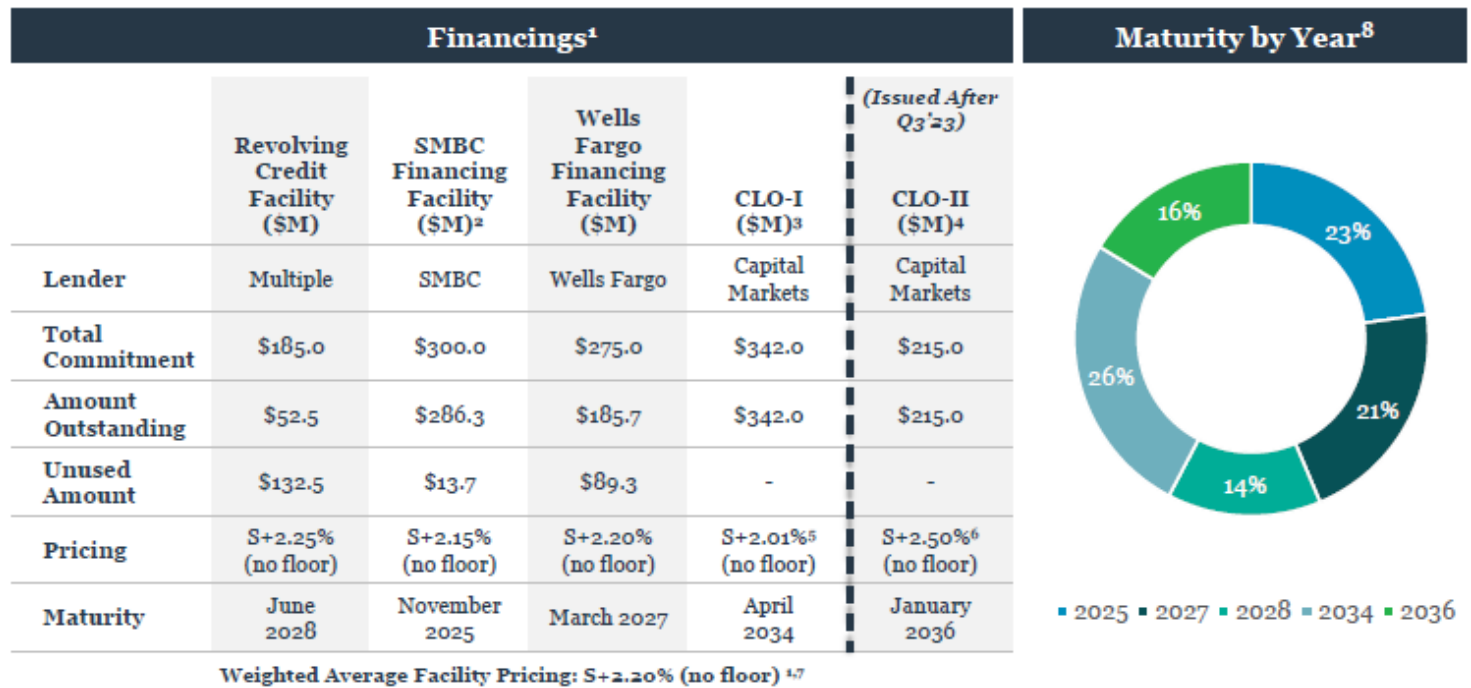 Financings¹
Maturity by Year⁸
Revolving Credit Facility ($M)
SMBC Financing Facility ($M)²
Wells Fargo Financing Facility ($M)
CLO-I ($M)³
(Issued After Q3'23)
CLO-II ($M)⁴
Lender Multiple SMBC Wells Fargo Capital Markets Capital Markets
Total Commitment $185.0 $300.0 $275.0 $342.0 $215.0
Amount Outstanding $52.5 $286.3 $185.7 $342.0 $215.0
Unused Amount $132.5 $13.7 $89.3 - -
Pricing S+2.25% (no floor) S+2.15% (no floor) S+2.20% (no floor) S+2.01%⁵ (no floor) S+2.50%⁶ (no floor)
Maturity June 2028 November 2025 March 2027 April 2034 January 2036
Weighted Average Facility Pricing: S+2.20% (no floor) ¹,⁷
16%
23%
26%
21%
14%
2025 2027 2028 2034 2036